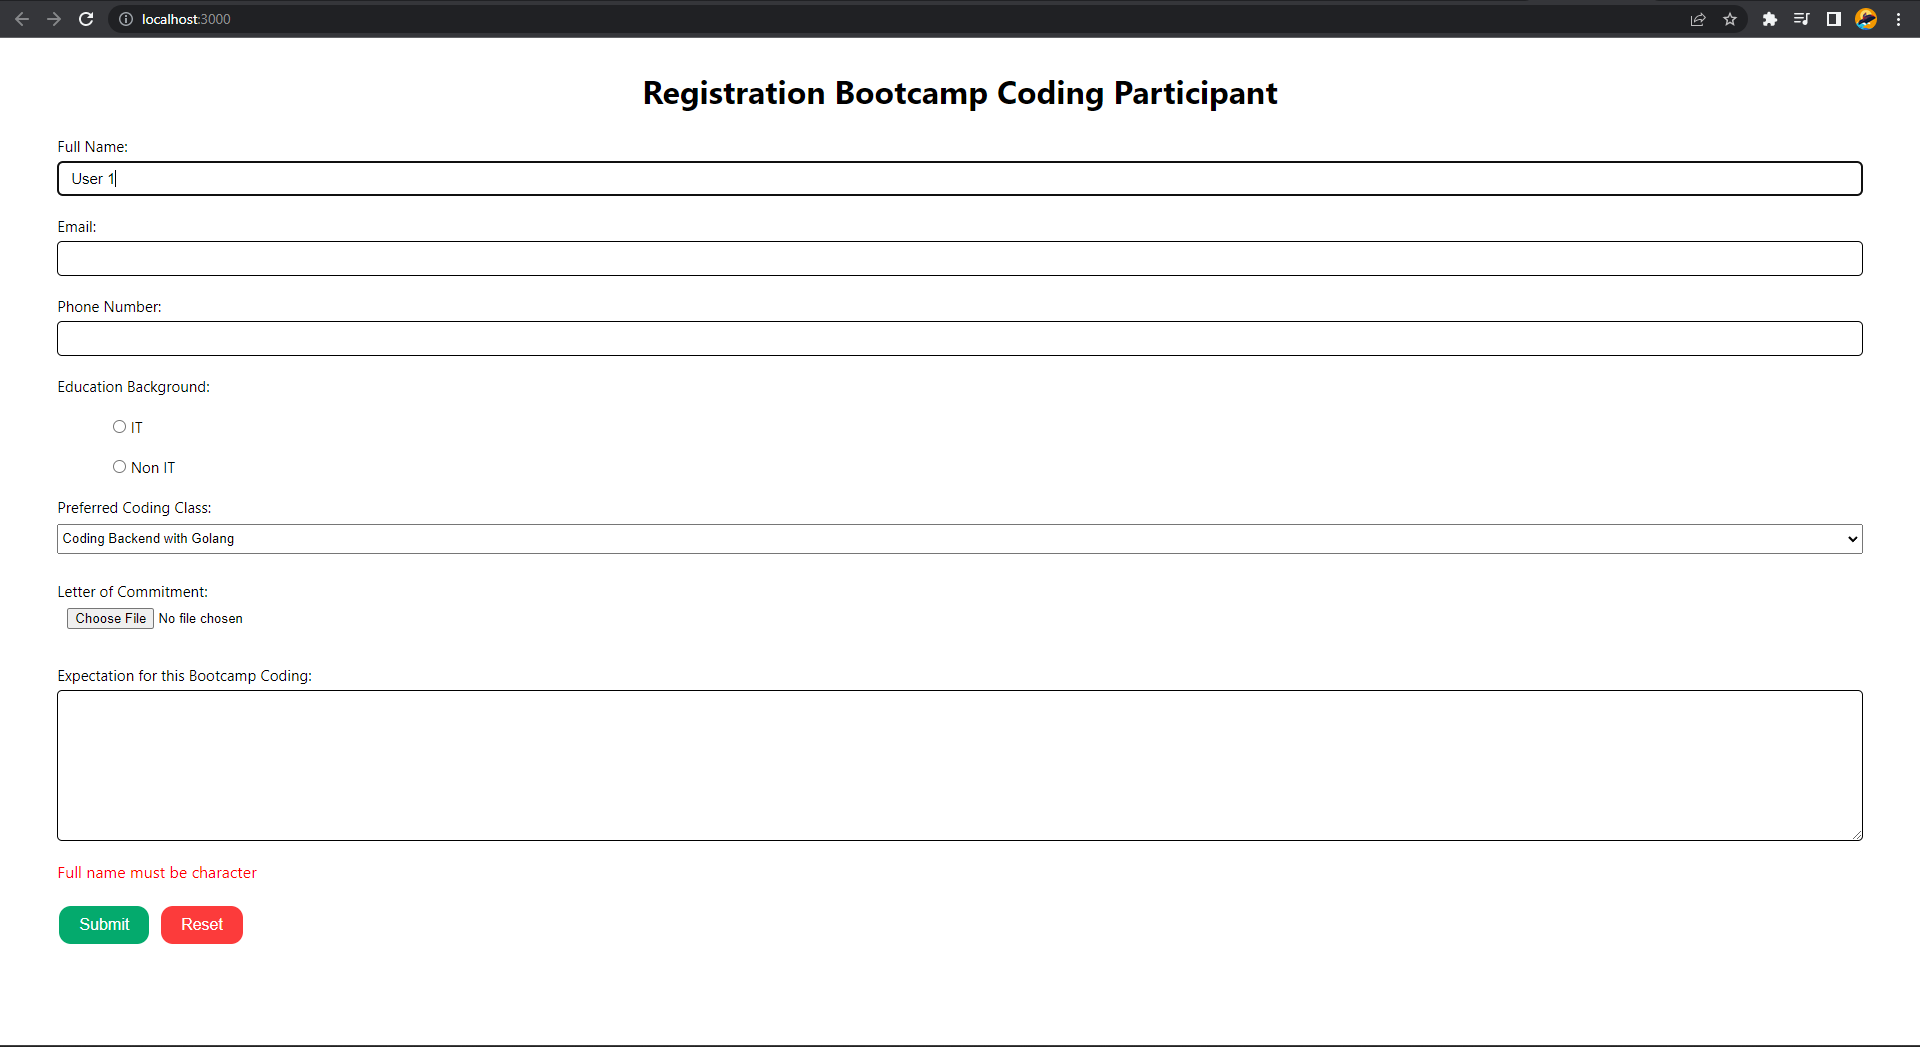 localhost:3000
Registration Bootcamp Coding Participant
Full Name:
User 1
Email:
Phone Number:
Education Background:
IT
Non IT
Preferred Coding Class:
Coding Backend with Golang
Letter of Commitment:
Choose File No file chosen
Expectation for this Bootcamp Coding:
Full name must be character
Submit Reset